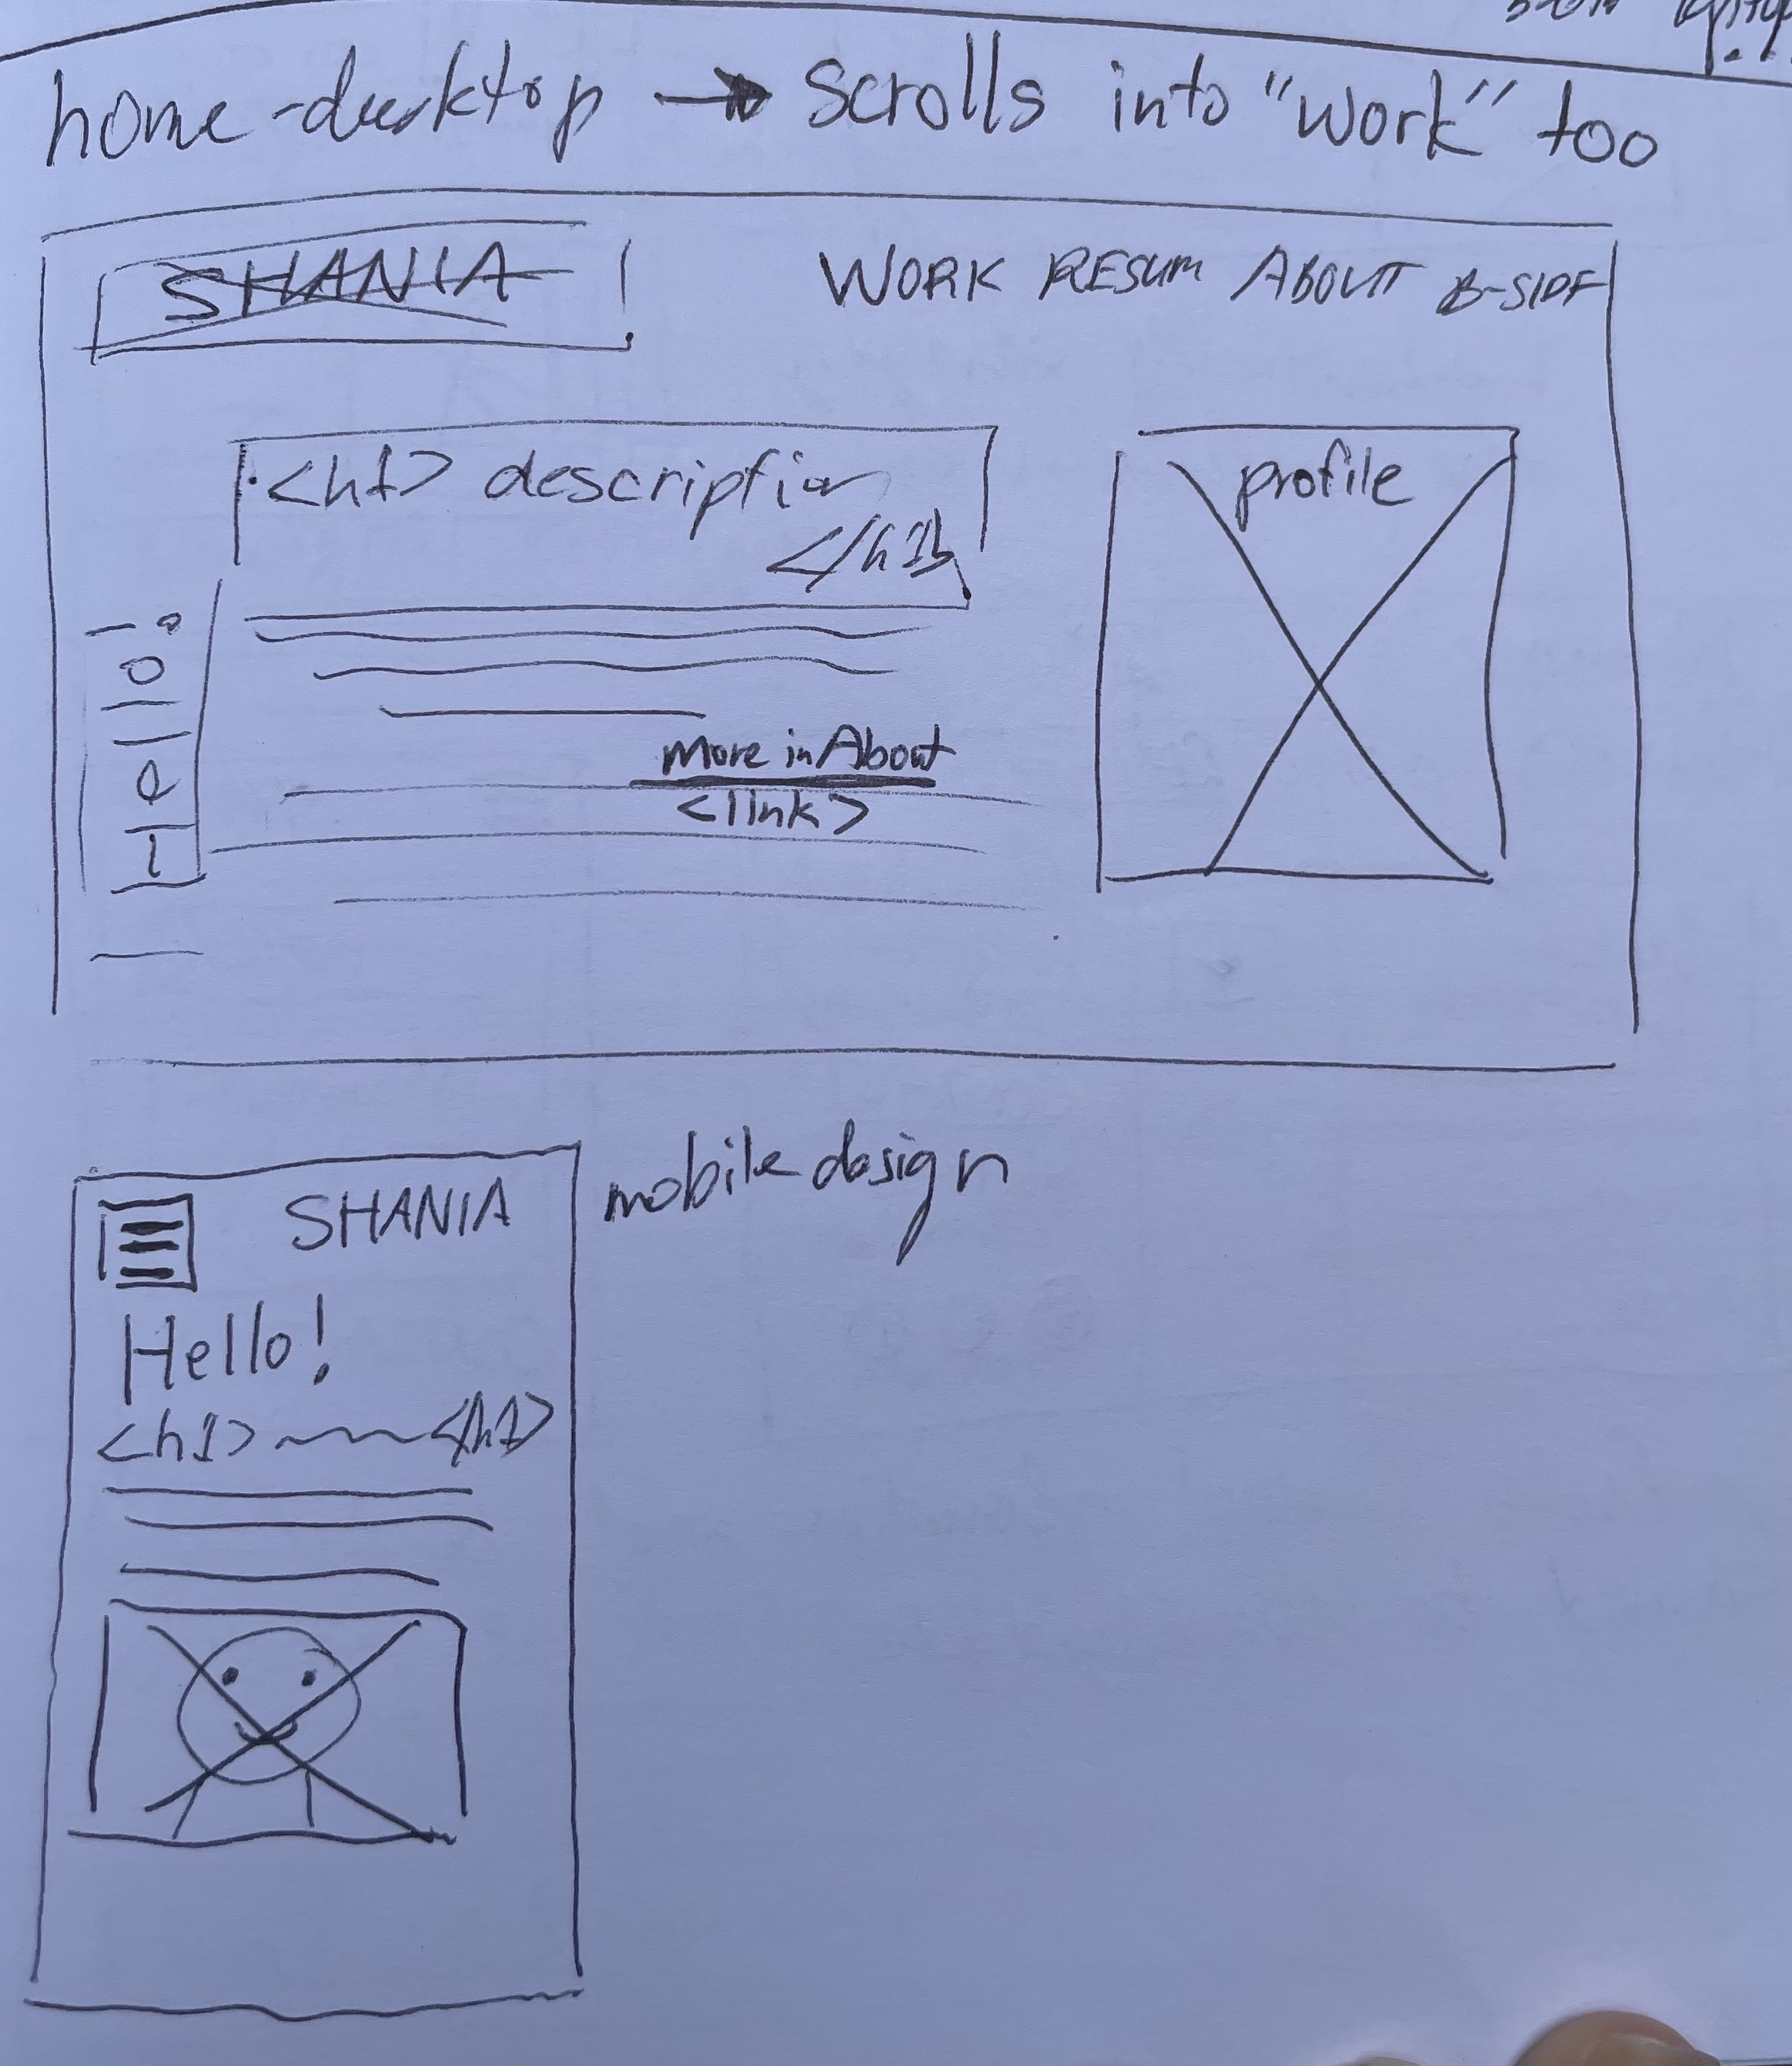 home-desktop → scrolls into "work" too
SHANIA
WORK RESUM ABOUT B-SIDE
<h1> description
</h1>
profile
Hello!
More in About
<link>
mobile design
SHANIA
Hello!
<h1> </h1>